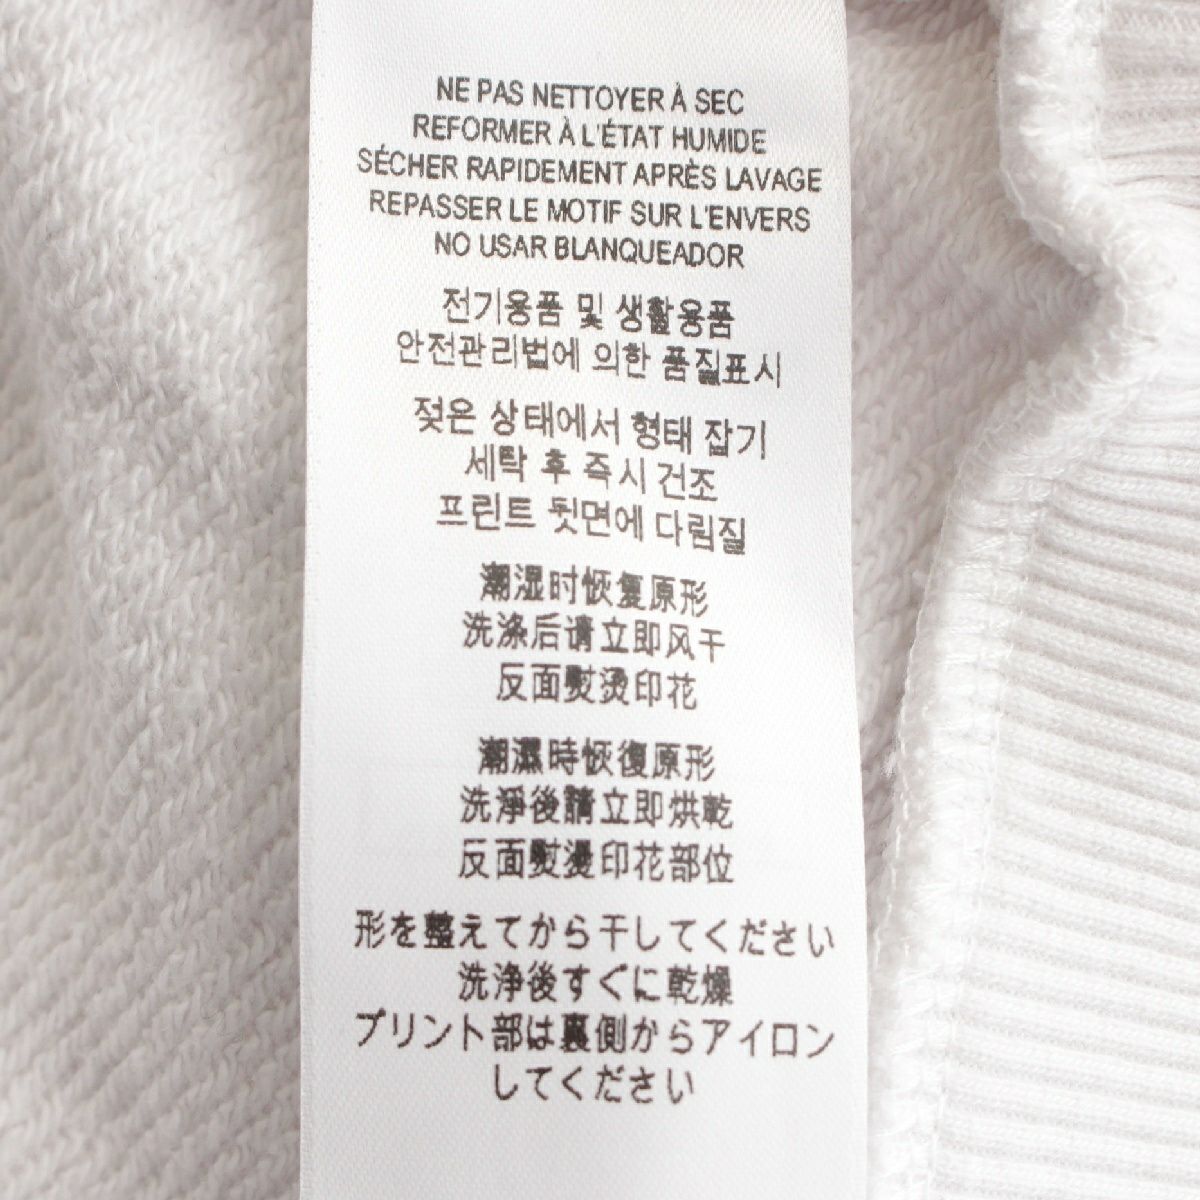 NE PAS NETTOYER À SEC
REFORMER À L'ÉTAT HUMIDE
SÉCHER RAPIDEMENT APRÈS LAVAGE
REPASSER LE MOTIF SUR L'ENVERS
NO USAR BLANQUEADOR
전기용품 및 생활용품
안전관리법에 의한 품질표시
젖은 상태에서 형태 잡기
세탁 후 즉시 건조
프린트 뒷면에 다림질
潮湿时恢复原形
洗涤后请立即风干
反面熨烫印花
潮濕時恢復原形
洗淨後請立即烘乾
反面熨燙印花部位
形を整えてから干してください
洗浄後すぐに乾燥
プリント部は裏側からアイロン
してください